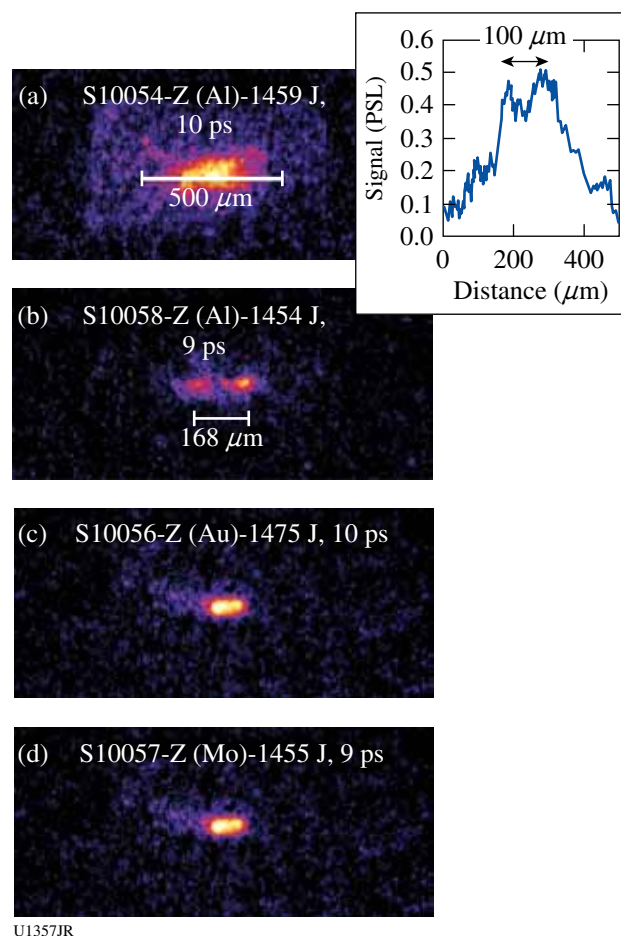 (a) S10054-Z (Al)-1459 J,
10 ps
500 μm
100 μm
Signal (PSL)
0.6
0.5
0.4
0.3
0.2
0.1
0.0
0 200 400
Distance (μm)
(b) S10058-Z (Al)-1454 J,
9 ps
168 μm
(c) S10056-Z (Au)-1475 J, 10 ps
(d) S10057-Z (Mo)-1455 J, 9 ps
U1357JR